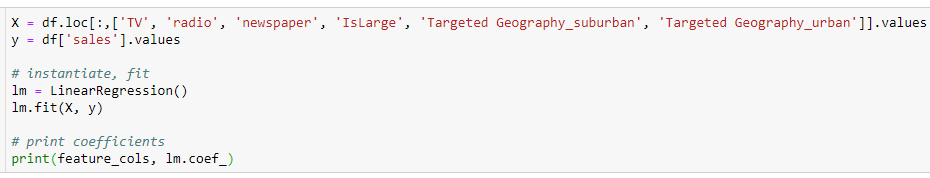 X = df.loc[:,['TV', 'radio', 'newspaper', 'IsLarge', 'Targeted Geography_suburban', 'Targeted Geography_urban']].values
y = df['sales'].values
# instantiate, fit
lm = LinearRegression()
lm.fit(X, y)
# print coefficients
print(feature_cols, lm.coef_)